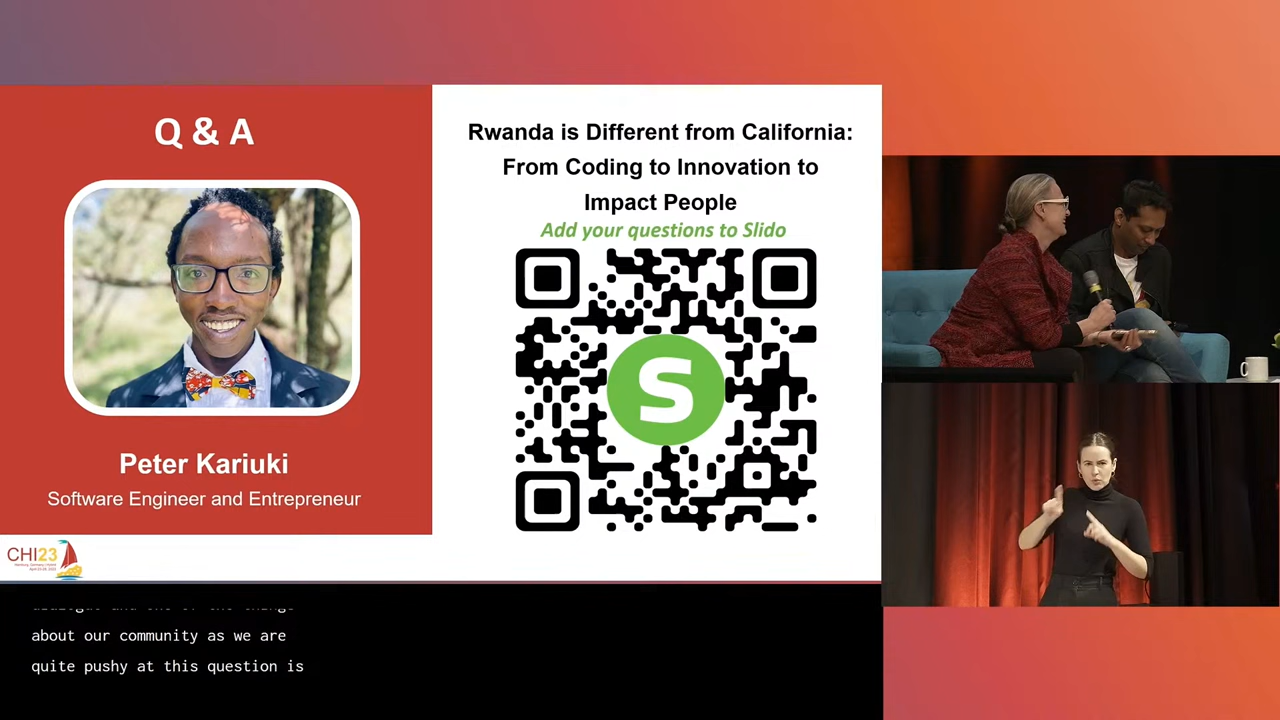 Q & A
Peter Kariuki
Software Engineer and Entrepreneur
Rwanda is Different from California:
From Coding to Innovation to
Impact People
Add your questions to Slido
S
CHI23
about our community as we are
quite pushy at this question is